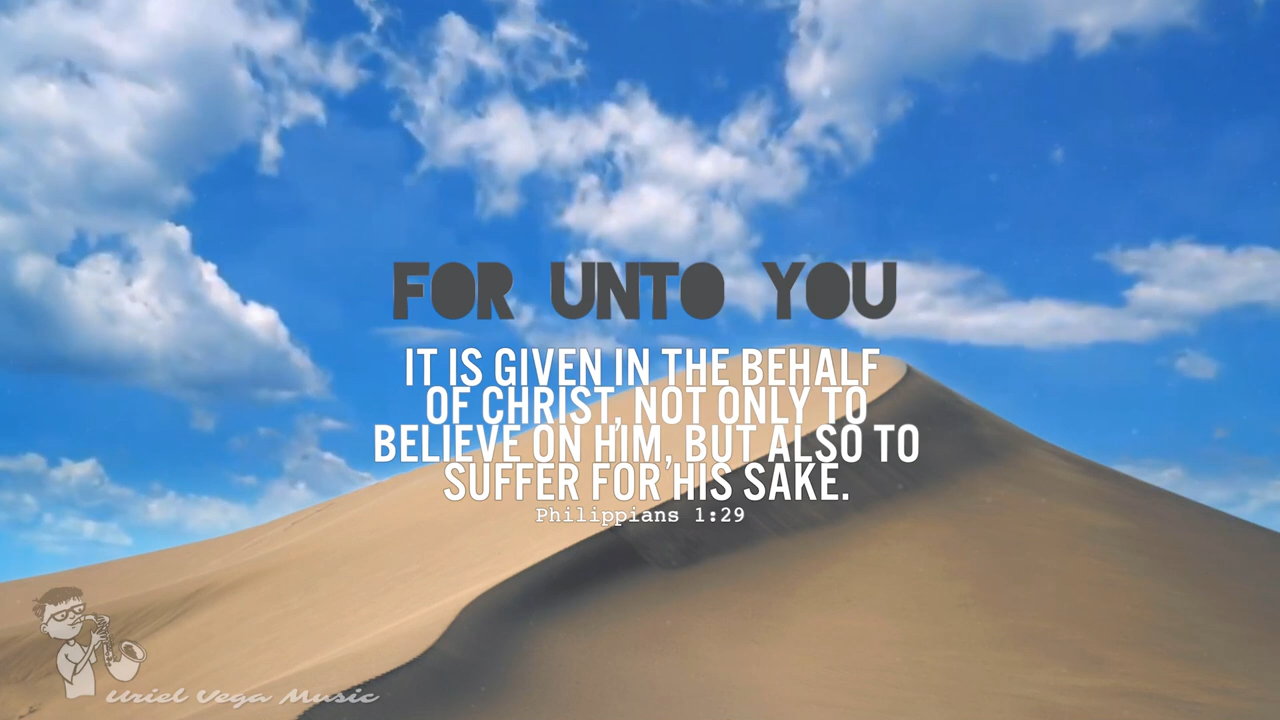 FOR UNTO YOU
IT IS GIVEN IN THE BEHALF
OF CHRIST, NOT ONLY TO
BELIEVE ON HIM, BUT ALSO TO
SUFFER FOR HIS SAKE.
Philippians 1:29
Uriel Vega Music